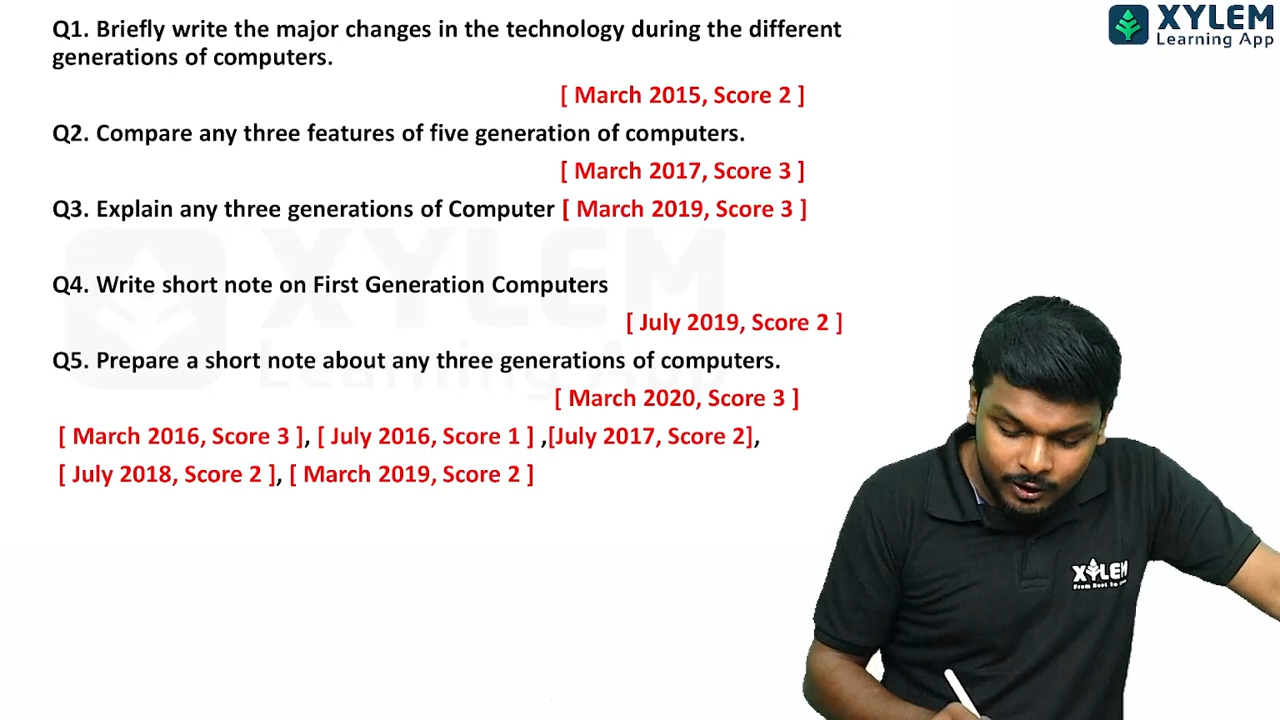 Q1. Briefly write the major changes in the technology during the different
generations of computers.
[ March 2015, Score 2 ]
Q2. Compare any three features of five generation of computers.
[ March 2017, Score 3 ]
Q3. Explain any three generations of Computer [ March 2019, Score 3 ]
Q4. Write short note on First Generation Computers
[ July 2019, Score 2 ]
Q5. Prepare a short note about any three generations of computers.
[ March 2020, Score 3 ]
[ March 2016, Score 3 ], [ July 2016, Score 1 ] ,[July 2017, Score 2],
[ July 2018, Score 2 ], [ March 2019, Score 2 ]
XYLEM
Learning App
XYLEM
Learning App
XYLEM